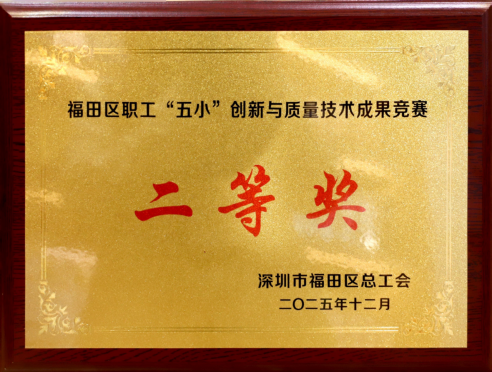 福田区职工“五小”创新与质量技术成果竞赛
二等奖
深圳市福田区总工会
二〇二五年十二月